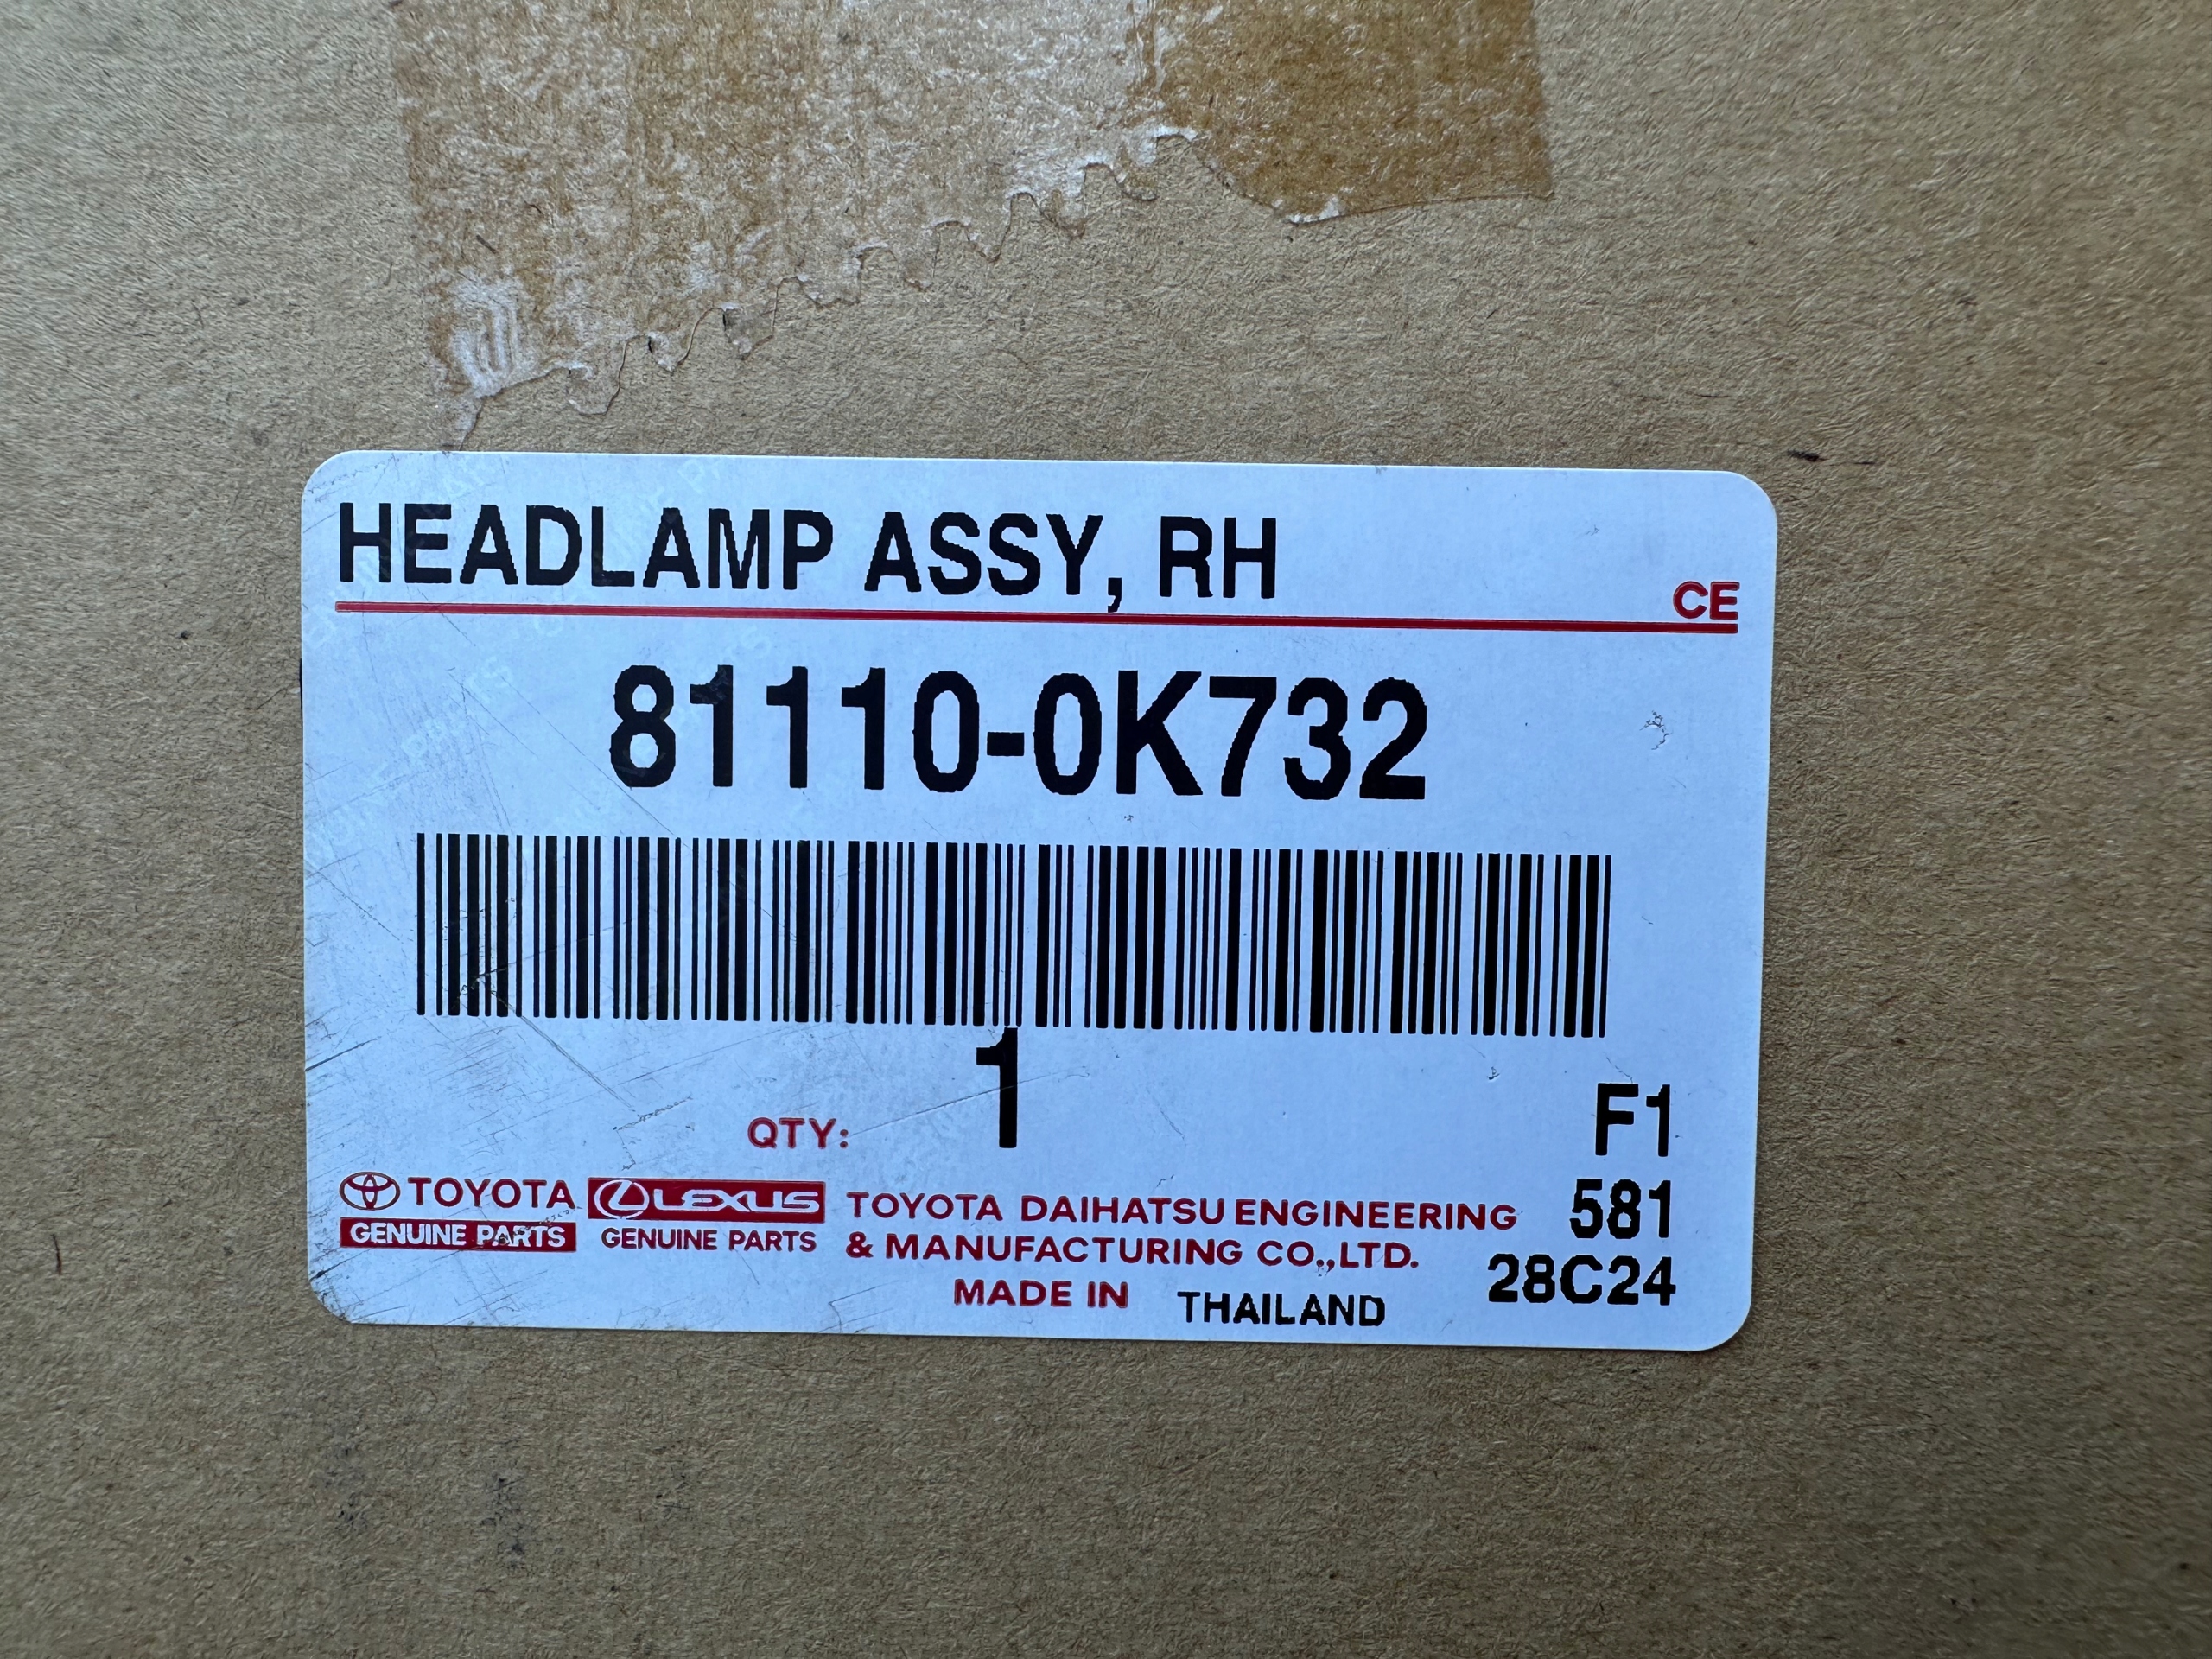 HEADLAMP ASSY, RH
CE
81110-0K732
QTY: 1
F1
TOYOTA
GENUINE PARTS
LEXUS
GENUINE PARTS
TOYOTA DAIHATSU ENGINEERING
& MANUFACTURING CO.,LTD.
MADE IN THAILAND
581
28C24